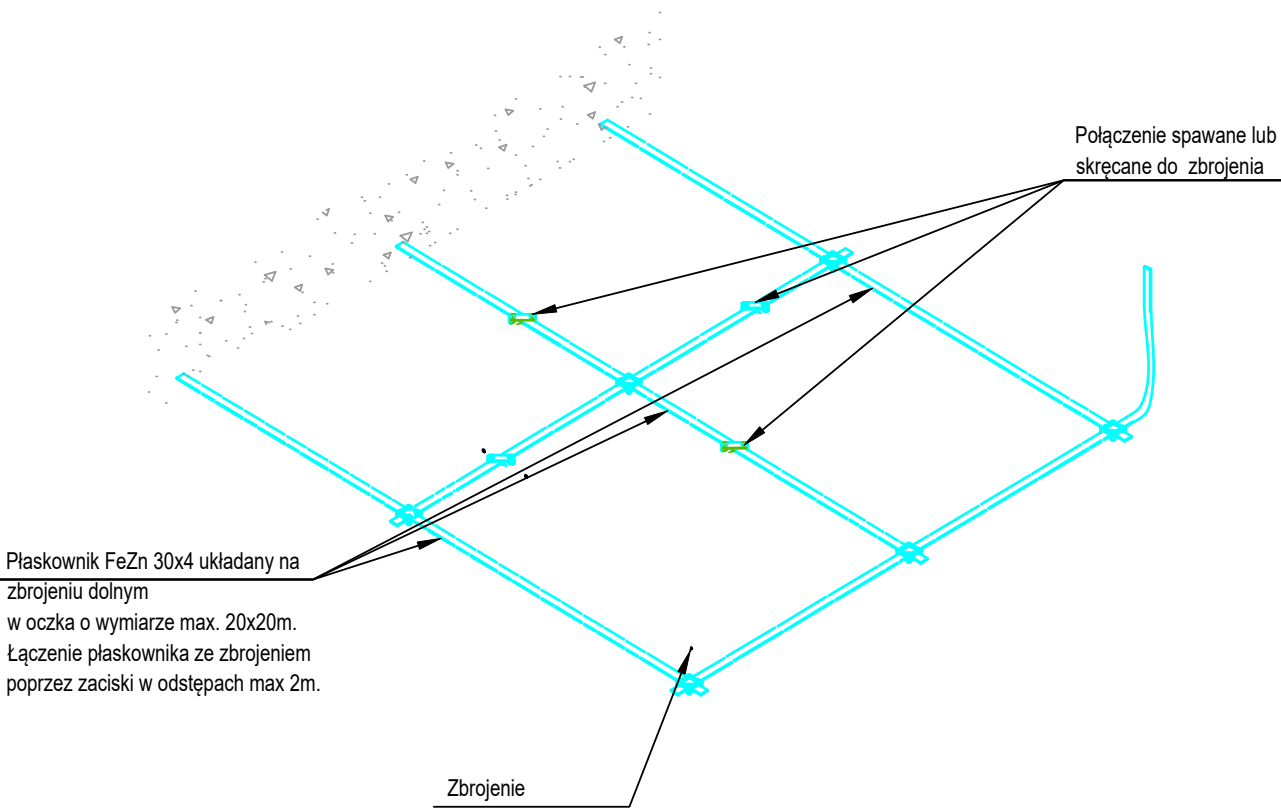 Połączenie spawane lub
skręcane do zbrojenia
Płaskownik FeZn 30x4 układany na
zbrojeniu dolnym
w oczka o wymiarze max. 20x20m.
Łączenie płaskownika ze zbrojeniem
poprzez zaciski w odstępach max 2m.
Zbrojenie